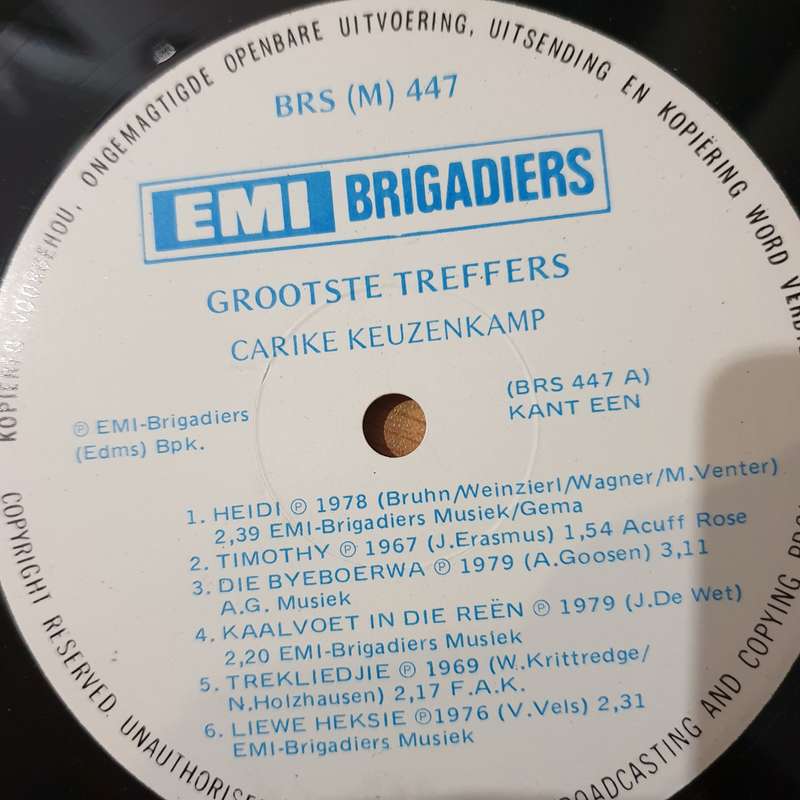 KOPIEREG VOORBEHOU, ONGEMAGTIGDE OPENBARE UITVOERING, UITSENDING EN KOPIËRING WORD
BRS (M) 447
EMI BRIGADIERS
GROOTSTE TREFFERS
CARIKE KEUZENKAMP
(BRS 447 A)
KANT EEN
℗ EMI-Brigadiers
(Edms) Bpk.
1. HEIDI ℗ 1978 (Bruhn/Weinzierl/Wagner/M.Venter)
2,39 EMI-Brigadiers Musiek/Gema
2. TIMOTHY ℗ 1967 (J.Erasmus) 1,54 Acuff Rose
3. DIE BYEBOERWA ℗ 1979 (A.Goosen) 3,11
A.G. Musiek
4. KAALVOET IN DIE REËN ℗ 1979 (J.De Wet)
2,20 EMI-Brigadiers Musiek
5. TREKLIEDJIE ℗ 1969 (W.Krittredge/
N.Holzhausen) 2,17 F.A.K.
6. LIEWE HEKSIE ℗1976 (V.Vels) 2,31
EMI-Brigadiers Musiek
COPYRIGHT RESERVED. AND COPYING